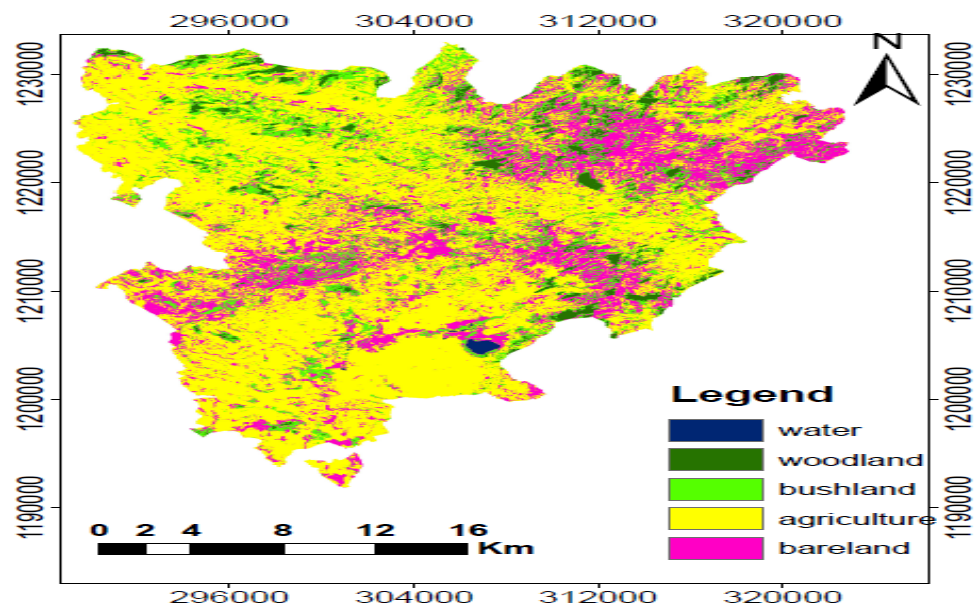 296000 304000 312000 320000
N
1230000 1230000
1220000 1220000
1210000 1210000
1200000 1200000
1190000 1190000
Legend
water
woodland
bushland
agriculture
bareland
0 2 4 8 12 16
Km
296000 304000 312000 320000